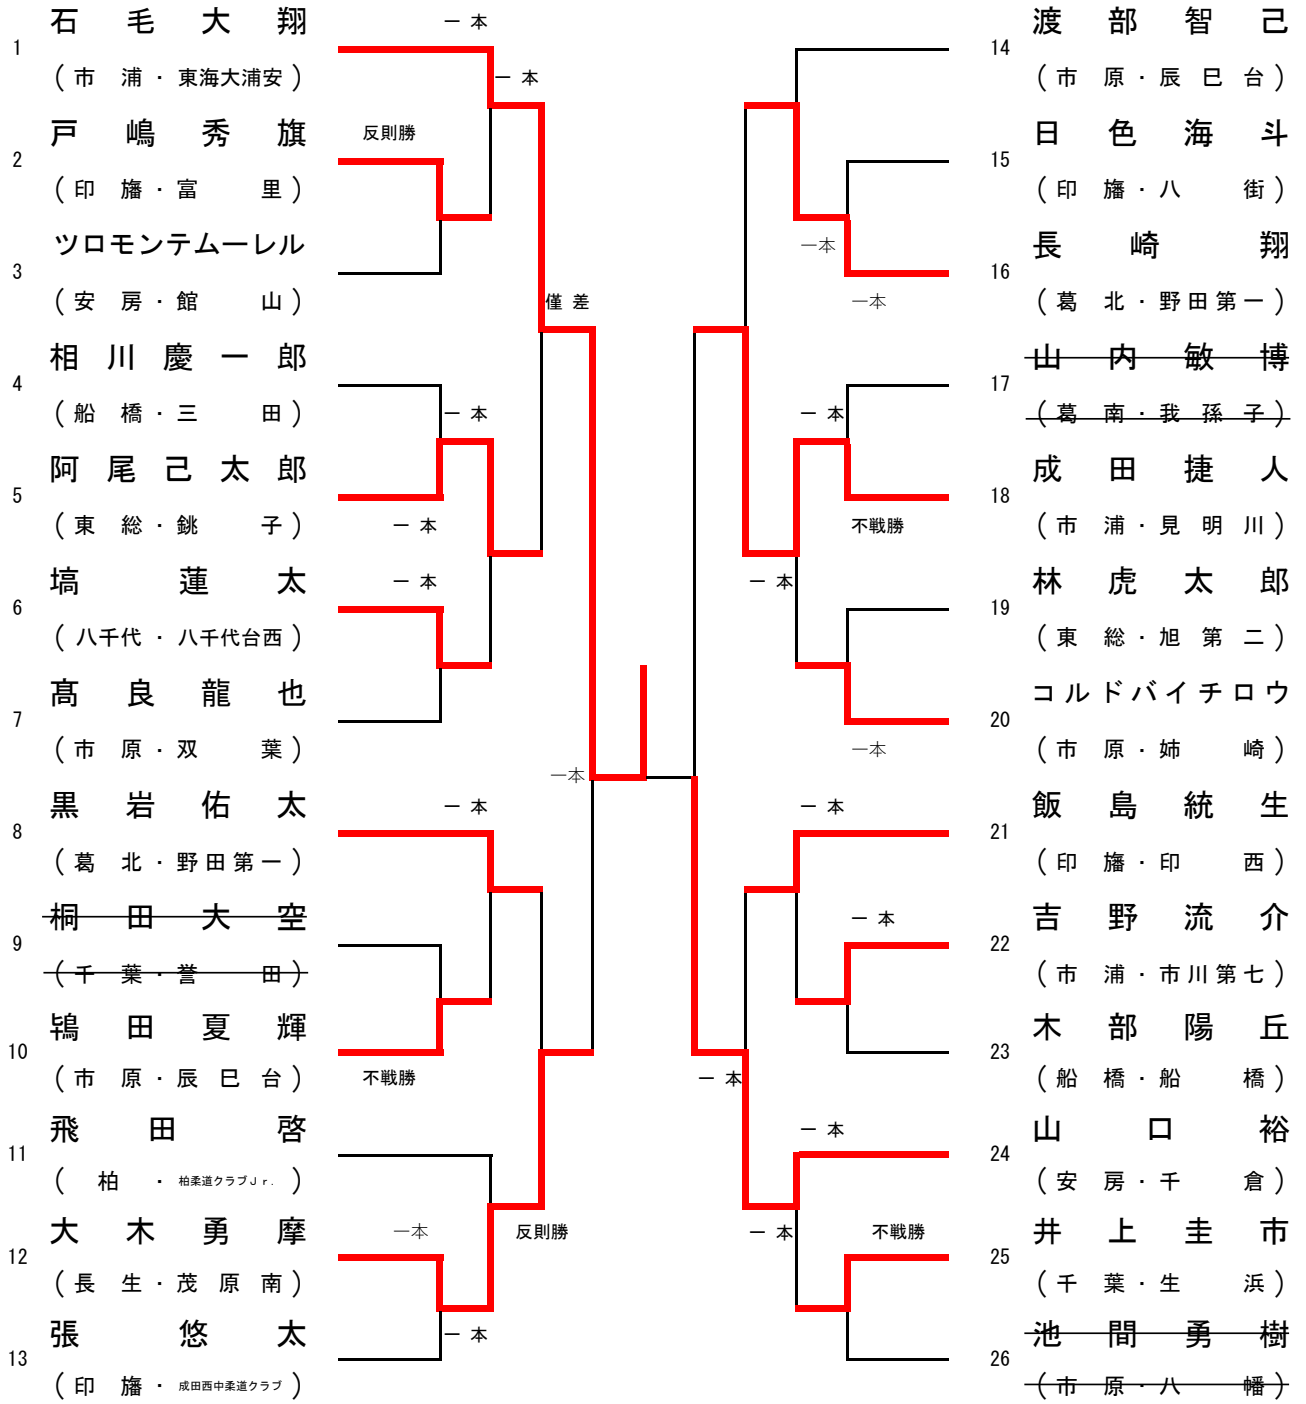 石毛大翔
1
(市浦・東海大浦安)
戸嶋秀旗
2
(印旛・富里)
ツロモンテムーレル
3
(安房・館山)
相川慶一郎
4
(船橋・三田)
阿尾己太郎
5
(東総・銚子)
塙蓮太
6
(八千代・八千代台西)
髙良龍也
7
(市原・双葉)
黒岩佑太
8
(葛北・野田第一)
桐田大空
9
(千葉・誉田)
鴇田夏輝
10
(市原・辰巳台)
飛田啓
11
(柏・柏柔道クラブJr.)
大木勇摩
12
(長生・茂原南)
張悠太
13
(印旛・成田西中柔道クラブ)
一本
一本
反則勝
僅差
一本
一本
一本
一本
一本
不戦勝
一本
反則勝
一本
渡部智己
14
(市原・辰巳台)
日色海斗
15
(印旛・八街)
長崎翔
16
(葛北・野田第一)
山内敏博
17
(葛南・我孫子)
成田捷人
18
(市浦・見明川)
林虎太郎
19
(東総・旭第二)
コルドバイチロウ
20
(市原・姉崎)
飯島統生
21
(印旛・印西)
吉野流介
22
(市浦・市川第七)
木部陽丘
23
(船橋・船橋)
山口裕
24
(安房・千倉)
井上圭市
25
(千葉・生浜)
池間勇樹
26
(市原・八幡)
一本
一本
一本
不戦勝
一本
一本
一本
一本
一本
一本
一本
不戦勝